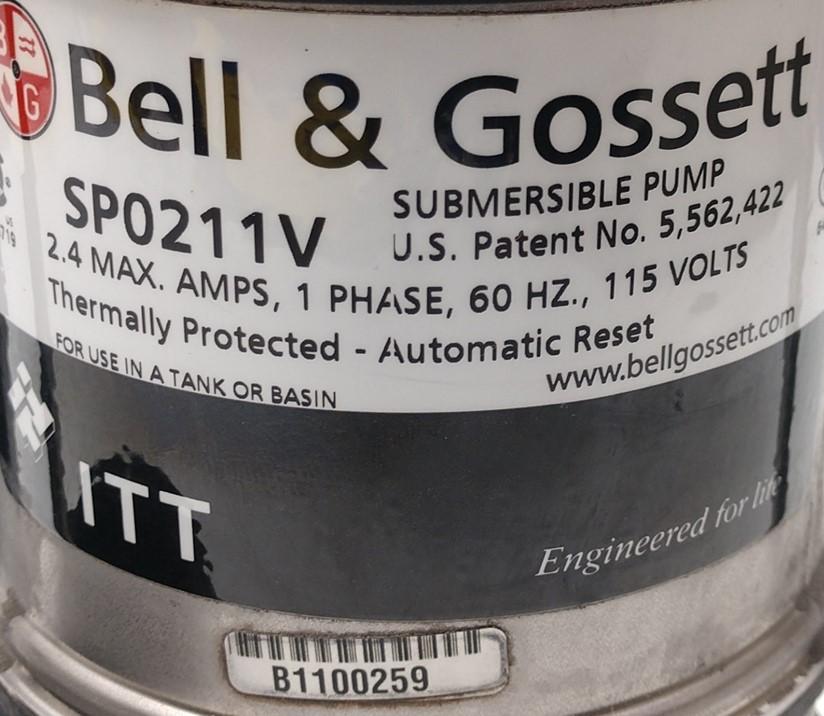 Bell & Gossett
SP0211V
SUBMERSIBLE PUMP
U.S. Patent No. 5,562,422
2.4 MAX. AMPS, 1 PHASE, 60 HZ., 115 VOLTS
Thermally Protected - Automatic Reset
FOR USE IN A TANK OR BASIN
www.bellgossett.com
ITT
Engineered for life
B1100259
B
G
US